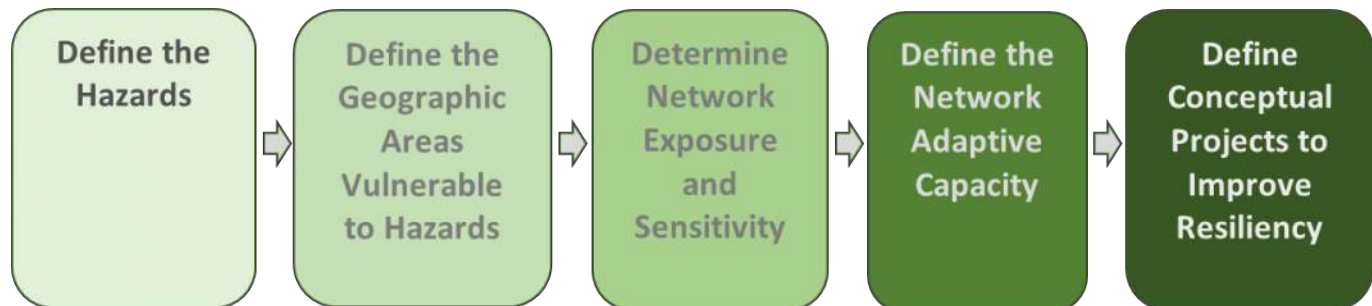 Define the
Hazards
Define the
Geographic
Areas
Vulnerable
to Hazards
Determine
Network
Exposure
and
Sensitivity
Define the
Network
Adaptive
Capacity
Define
Conceptual
Projects to
Improve
Resiliency